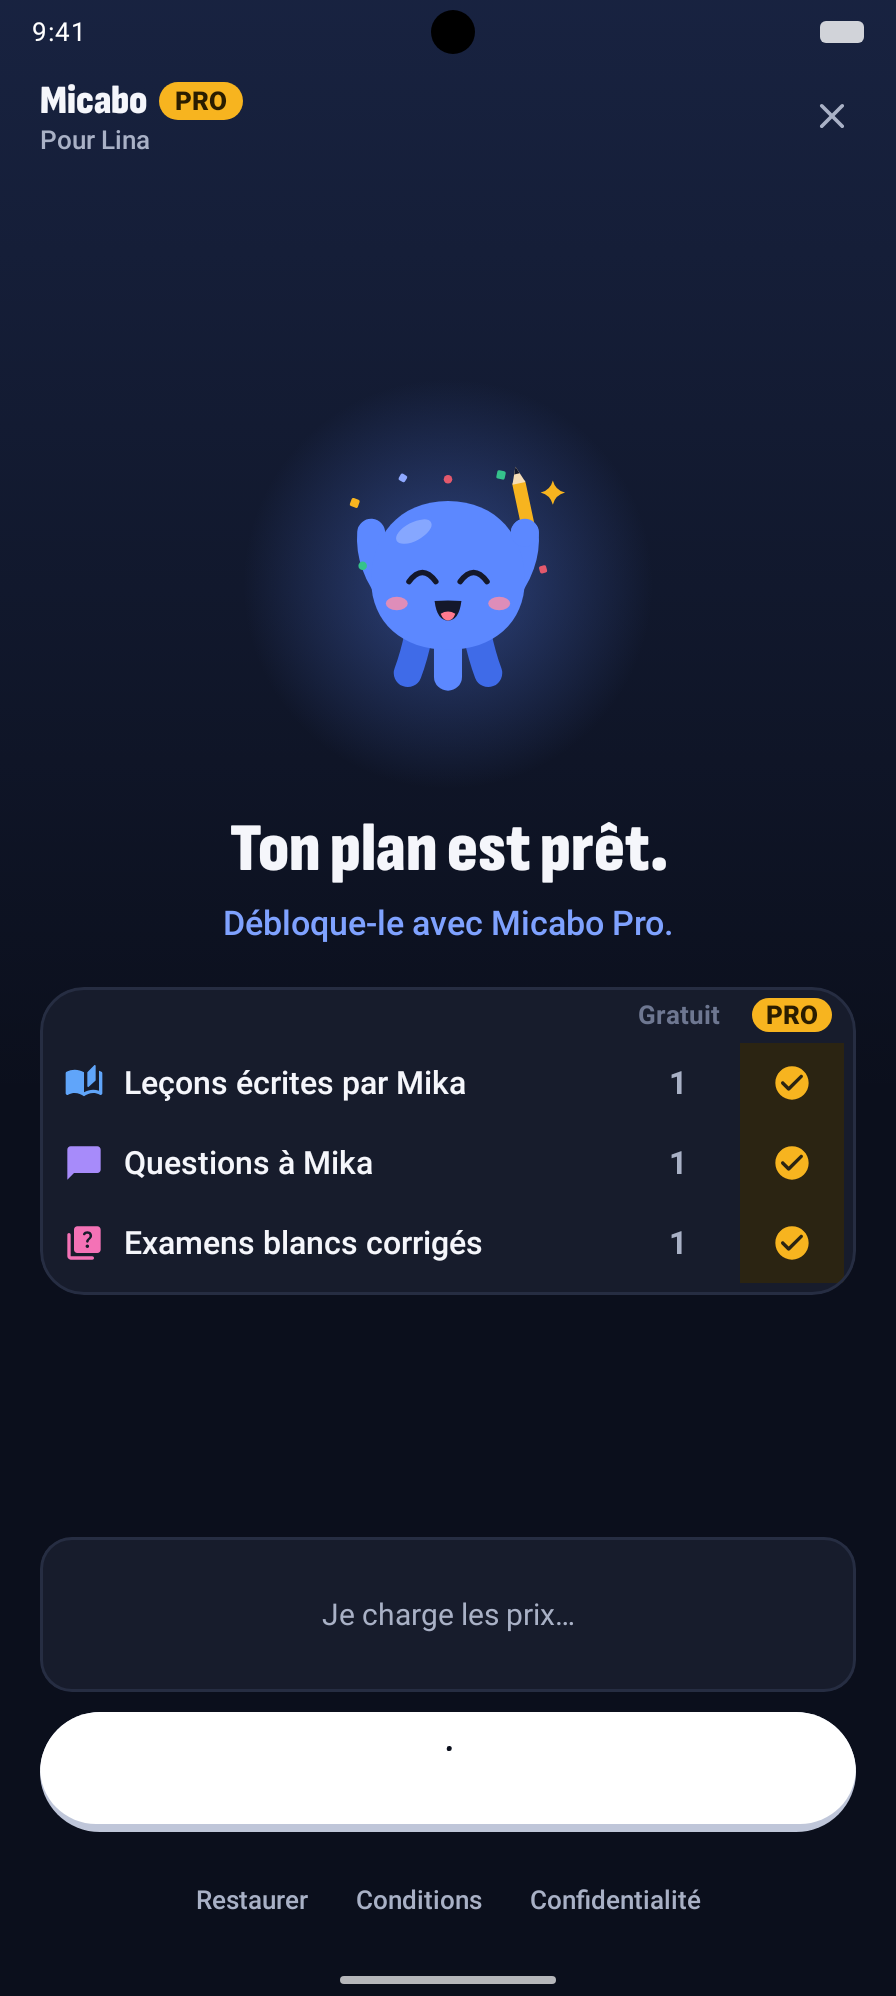 9:41
Micabo PRO
Pour Lina
Ton plan est prêt.
Débloque-le avec Micabo Pro.
Gratuit PRO
Leçons écrites par Mika 1
Questions à Mika 1
Examens blancs corrigés 1
Je charge les prix…
Restaurer Conditions Confidentialité